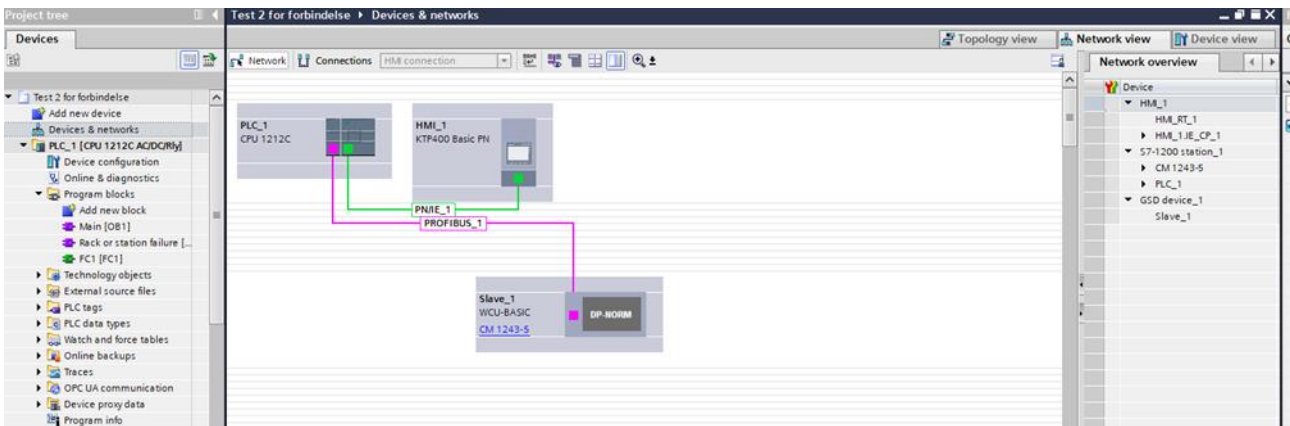 Project tree
Test 2 for forbindelse ▸ Devices & networks
Devices
Topology view
Network view
Device view
Network
Connections
HMI connection
Network overview
Test 2 for forbindelse
Add new device
Devices & networks
PLC_1 [CPU 1212C AC/DC/Rly]
Device configuration
Online & diagnostics
Program blocks
Add new block
Main [OB1]
Rack or station failure [...
FC1 [FC1]
Technology objects
External source files
PLC tags
PLC data types
Watch and force tables
Online backups
Traces
OPC UA communication
Device proxy data
Program info
PLC_1
CPU 1212C
HMI_1
KTP400 Basic PN
PN/IE_1
PROFIBUS_1
Slave_1
WCU-BASIC
CM 1243-5
DP-NORM
Device
HMI_1
HMI_RT_1
HMI_1.IE_CP_1
S7-1200 station_1
CM 1243-5
PLC_1
GSD device_1
Slave_1